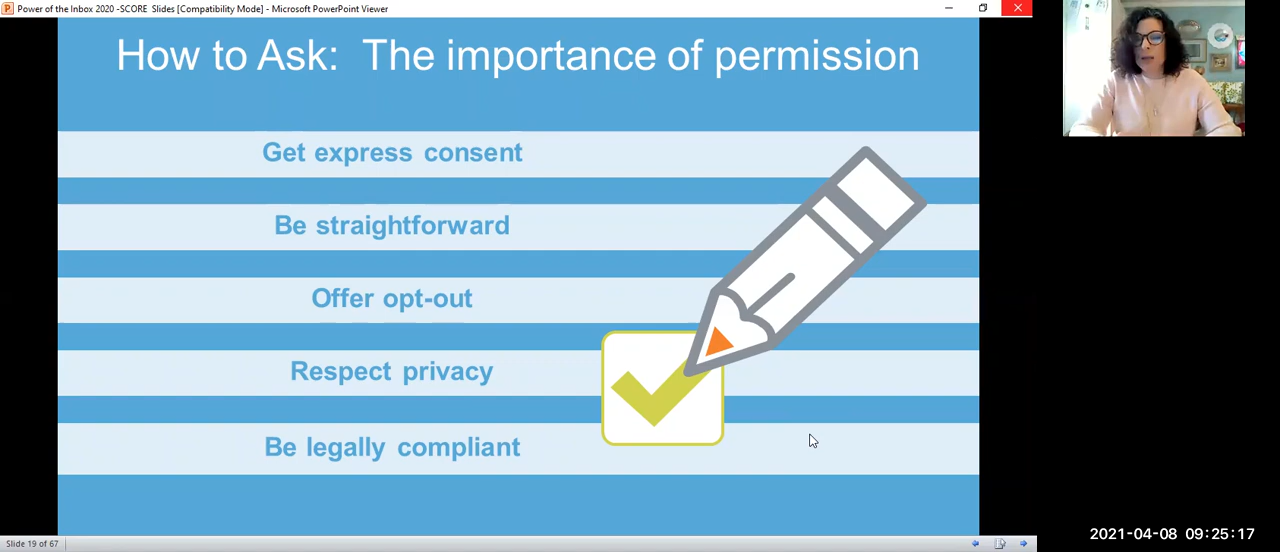 Power of the Inbox 2020 -SCORE Slides [Compatibility Mode] - Microsoft PowerPoint Viewer
How to Ask: The importance of permission
Get express consent
Be straightforward
Offer opt-out
Respect privacy
Be legally compliant
2021-04-08 09:25:17
Slide 19 of 67